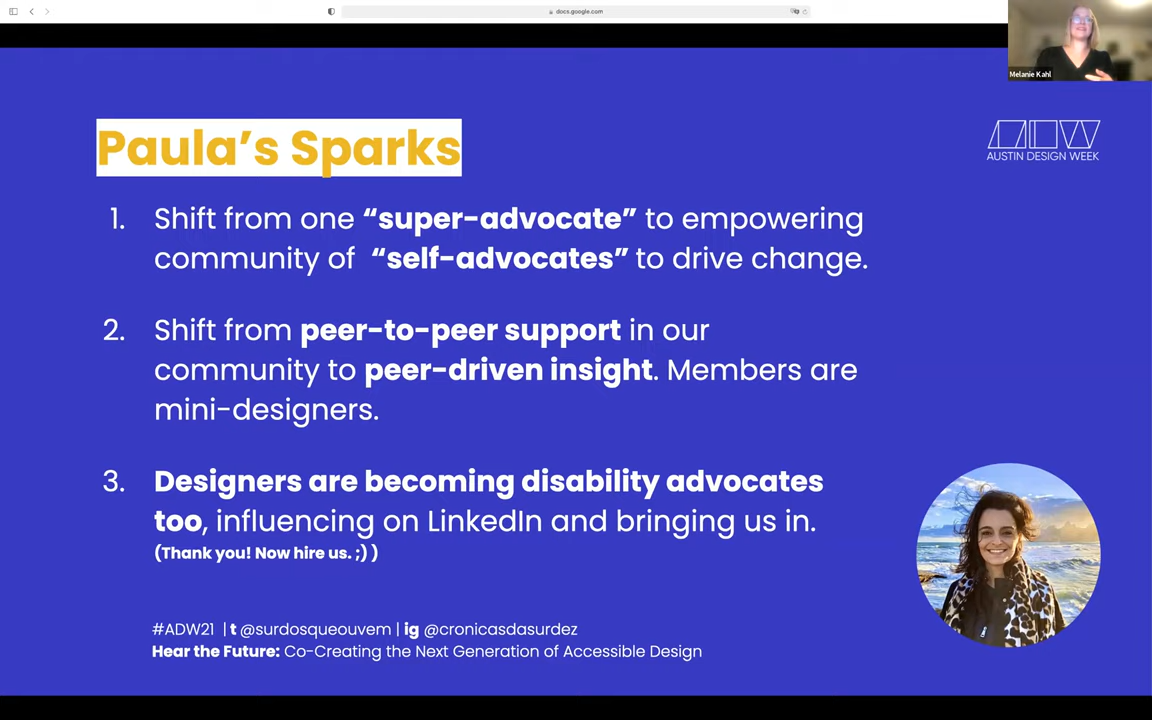 docs.google.com
Melanie Kahl
Paula’s Sparks
AUSTIN DESIGN WEEK
1. Shift from one “super-advocate” to empowering
community of “self-advocates” to drive change.
2. Shift from peer-to-peer support in our
community to peer-driven insight. Members are
mini-designers.
3. Designers are becoming disability advocates
too, influencing on LinkedIn and bringing us in.
(Thank you! Now hire us. ;) )
#ADW21 | t @surdosqueouvem | ig @cronicasdasurdez
Hear the Future: Co-Creating the Next Generation of Accessible Design